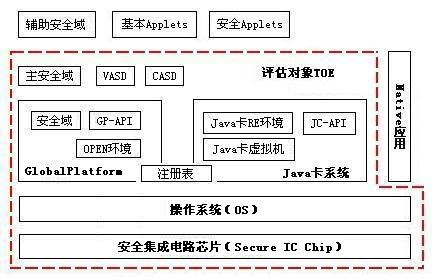 辅助安全域 基本Applets 安全Applets
主安全域 VASD CASD 评估对象TOE
Native应用
安全域 GP-API Java卡RE环境 JC-API
OPEN环境 Java卡虚拟机
GlobalPlatform 注册表 Java卡系统
操作系统(OS)
安全集成电路芯片(Secure IC Chip)